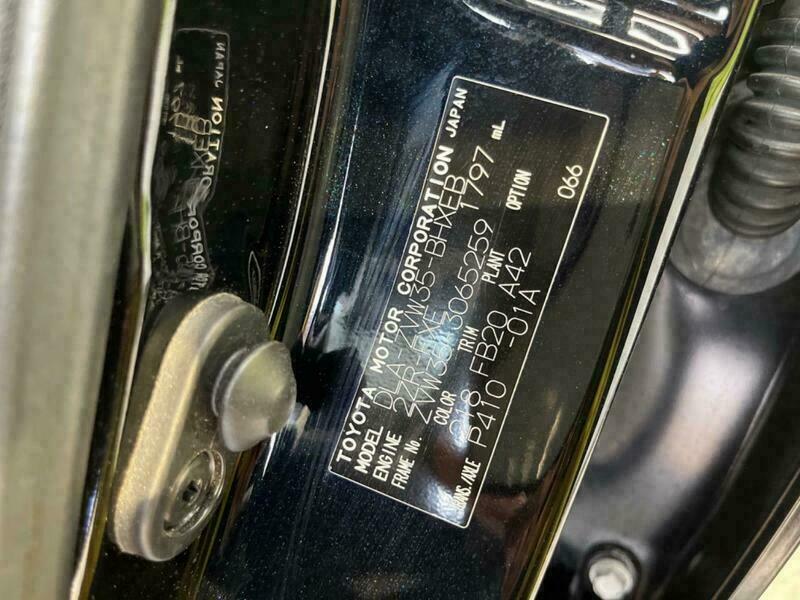 TOYOTA MOTOR CORPORATION JAPAN
MODEL DLA-ZVW35-BHXEB
ENGINE 2ZR-FXE 1797 mL
FRAME No. ZVW35-3065259
COLOR TRIM PLANT OPTION
218 FB20 A42
TRANS./AXLE P410 -01A
066